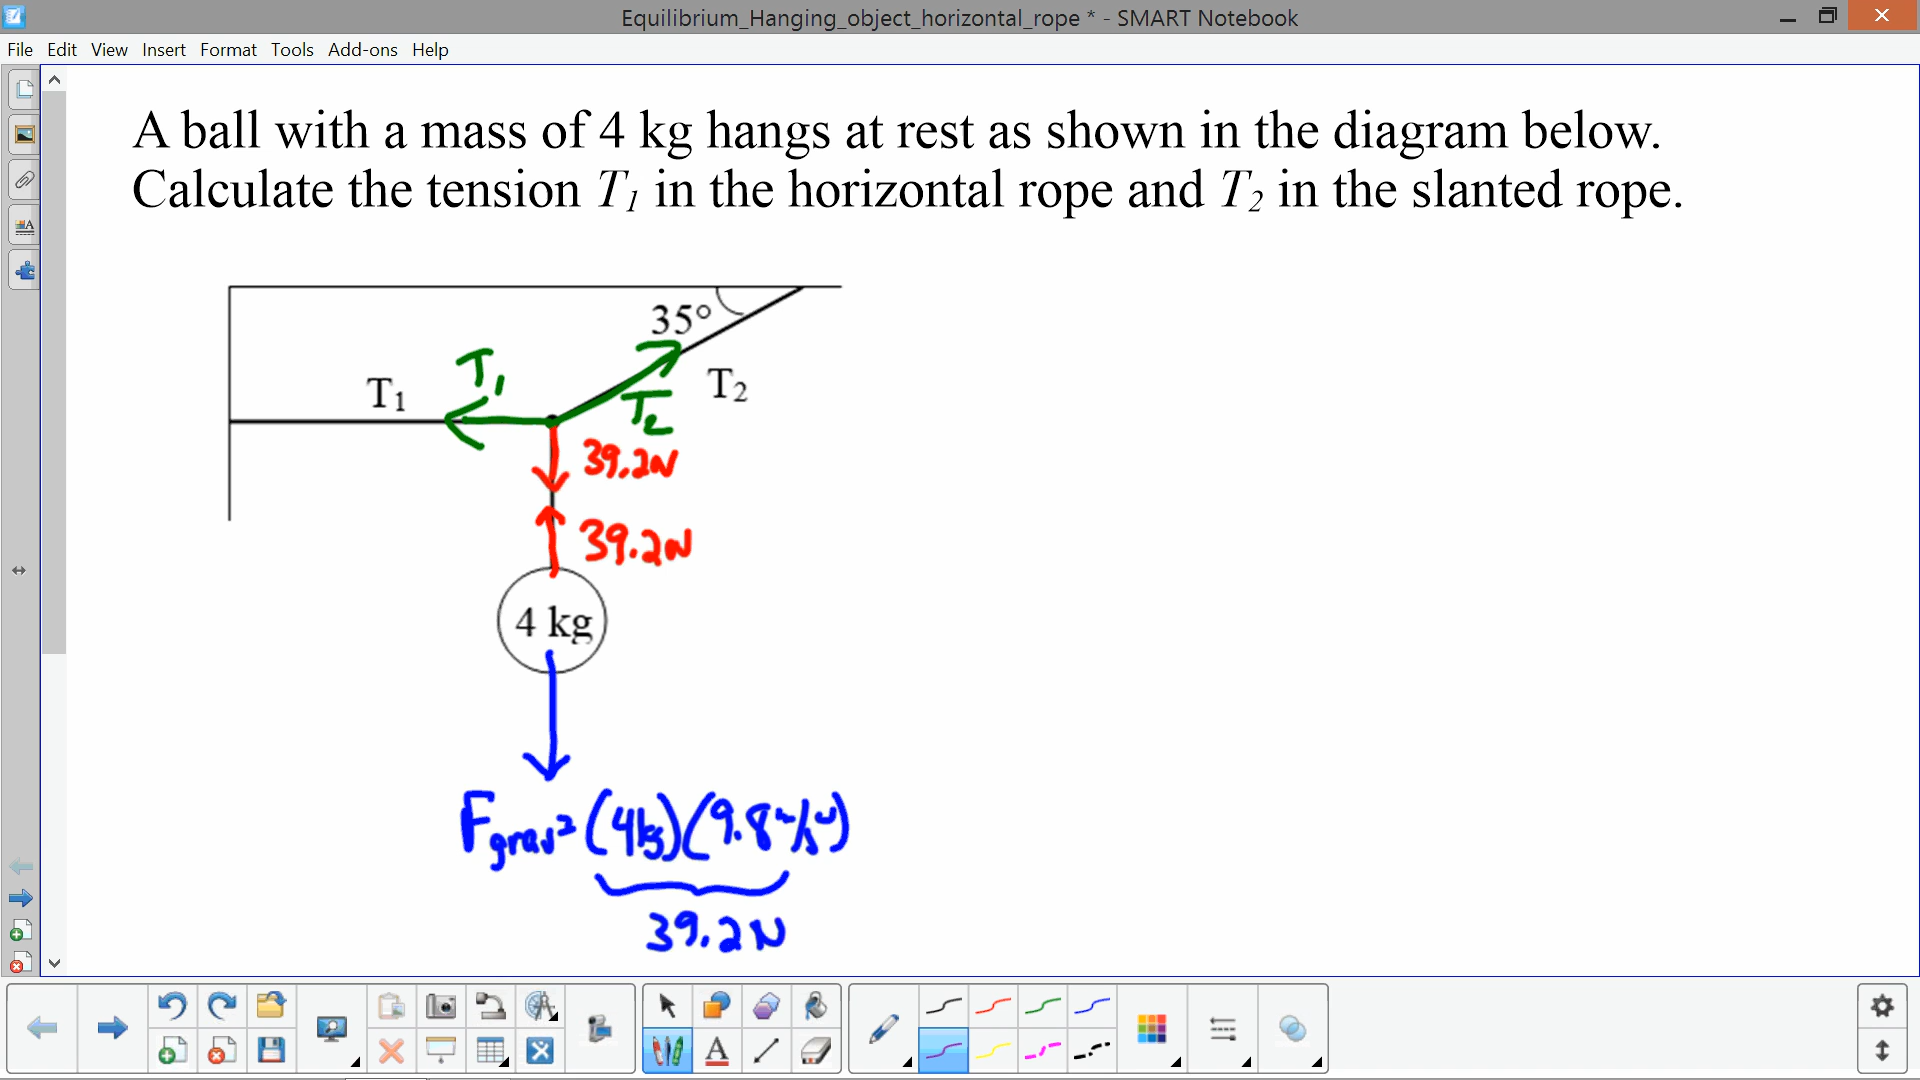 Equilibrium_Hanging_object_horizontal_rope * - SMART Notebook
File Edit View Insert Format Tools Add-ons Help
A ball with a mass of 4 kg hangs at rest as shown in the diagram below.
Calculate the tension T₁ in the horizontal rope and T₂ in the slanted rope.
35°
T₁
T₁
T₂
T₂
39.2N
39.2N
4 kg
Fgrav = (4kg)(9.8 m/s²)
39.2N